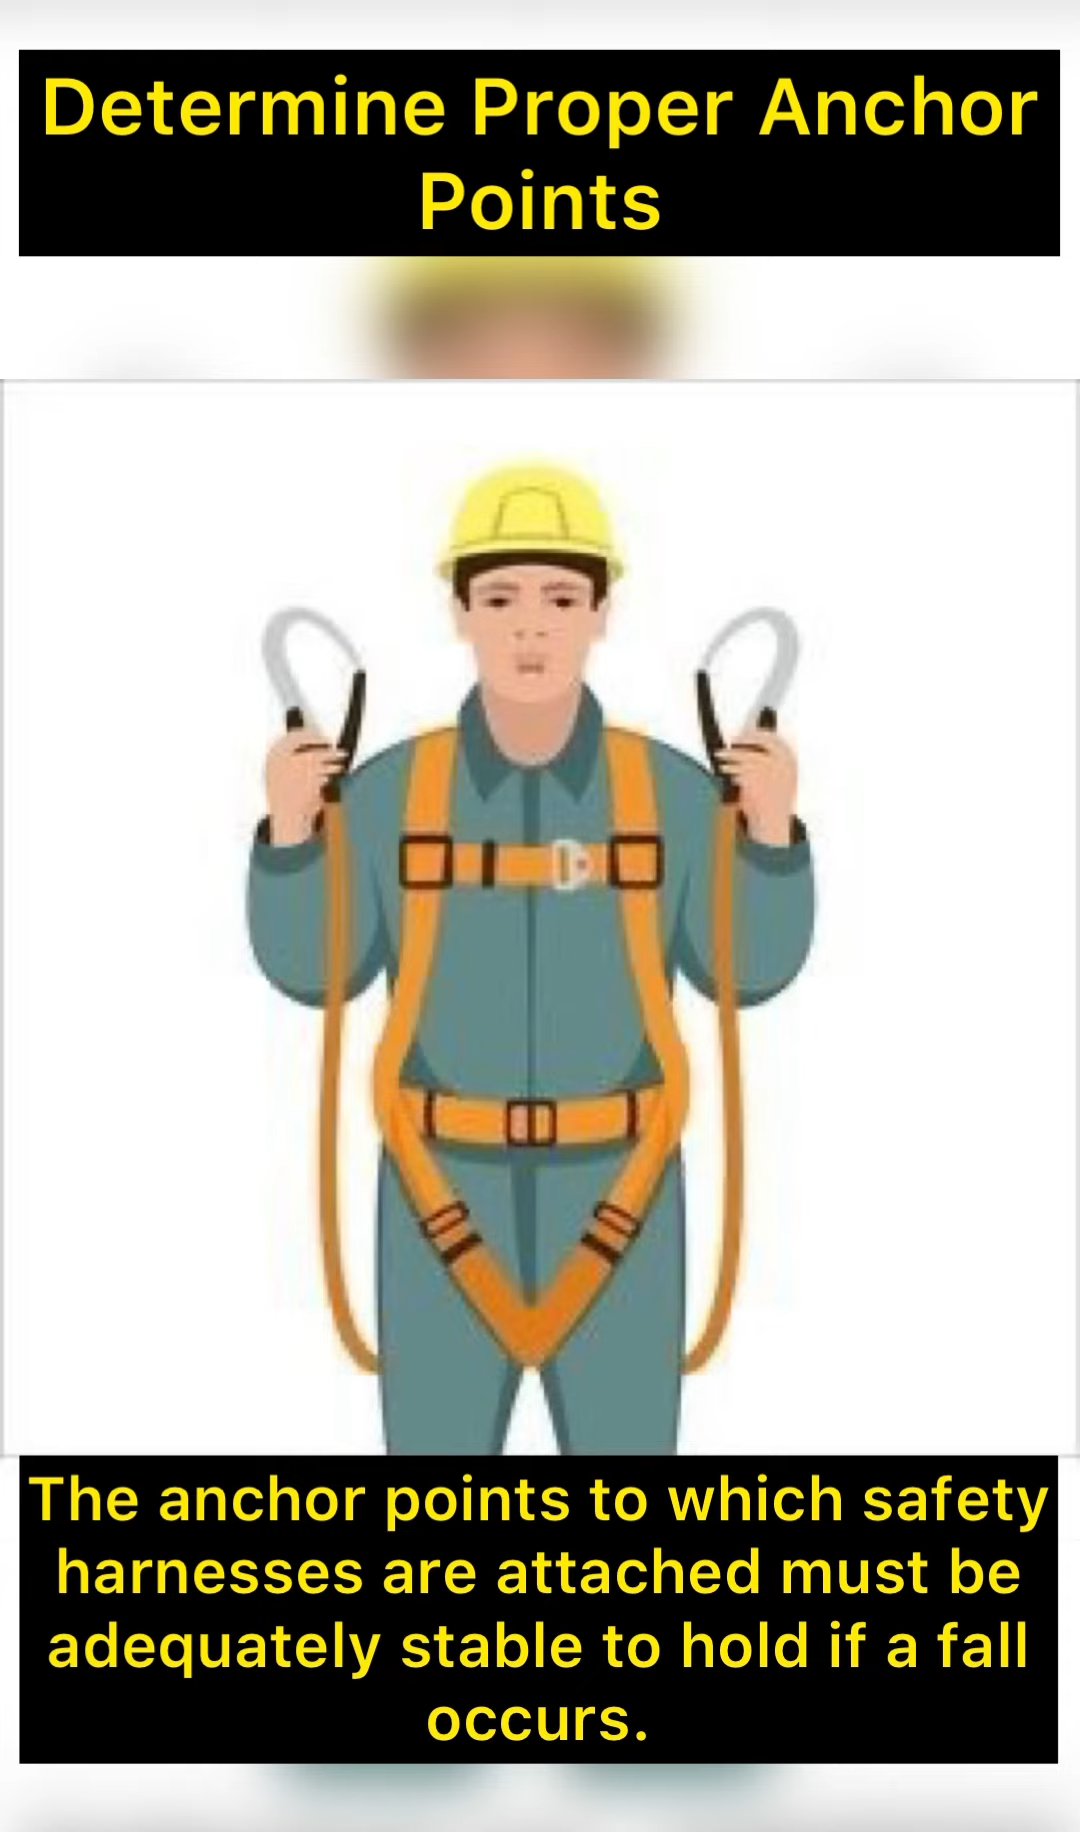 Determine Proper Anchor
Points
The anchor points to which safety
harnesses are attached must be
adequately stable to hold if a fall
occurs.